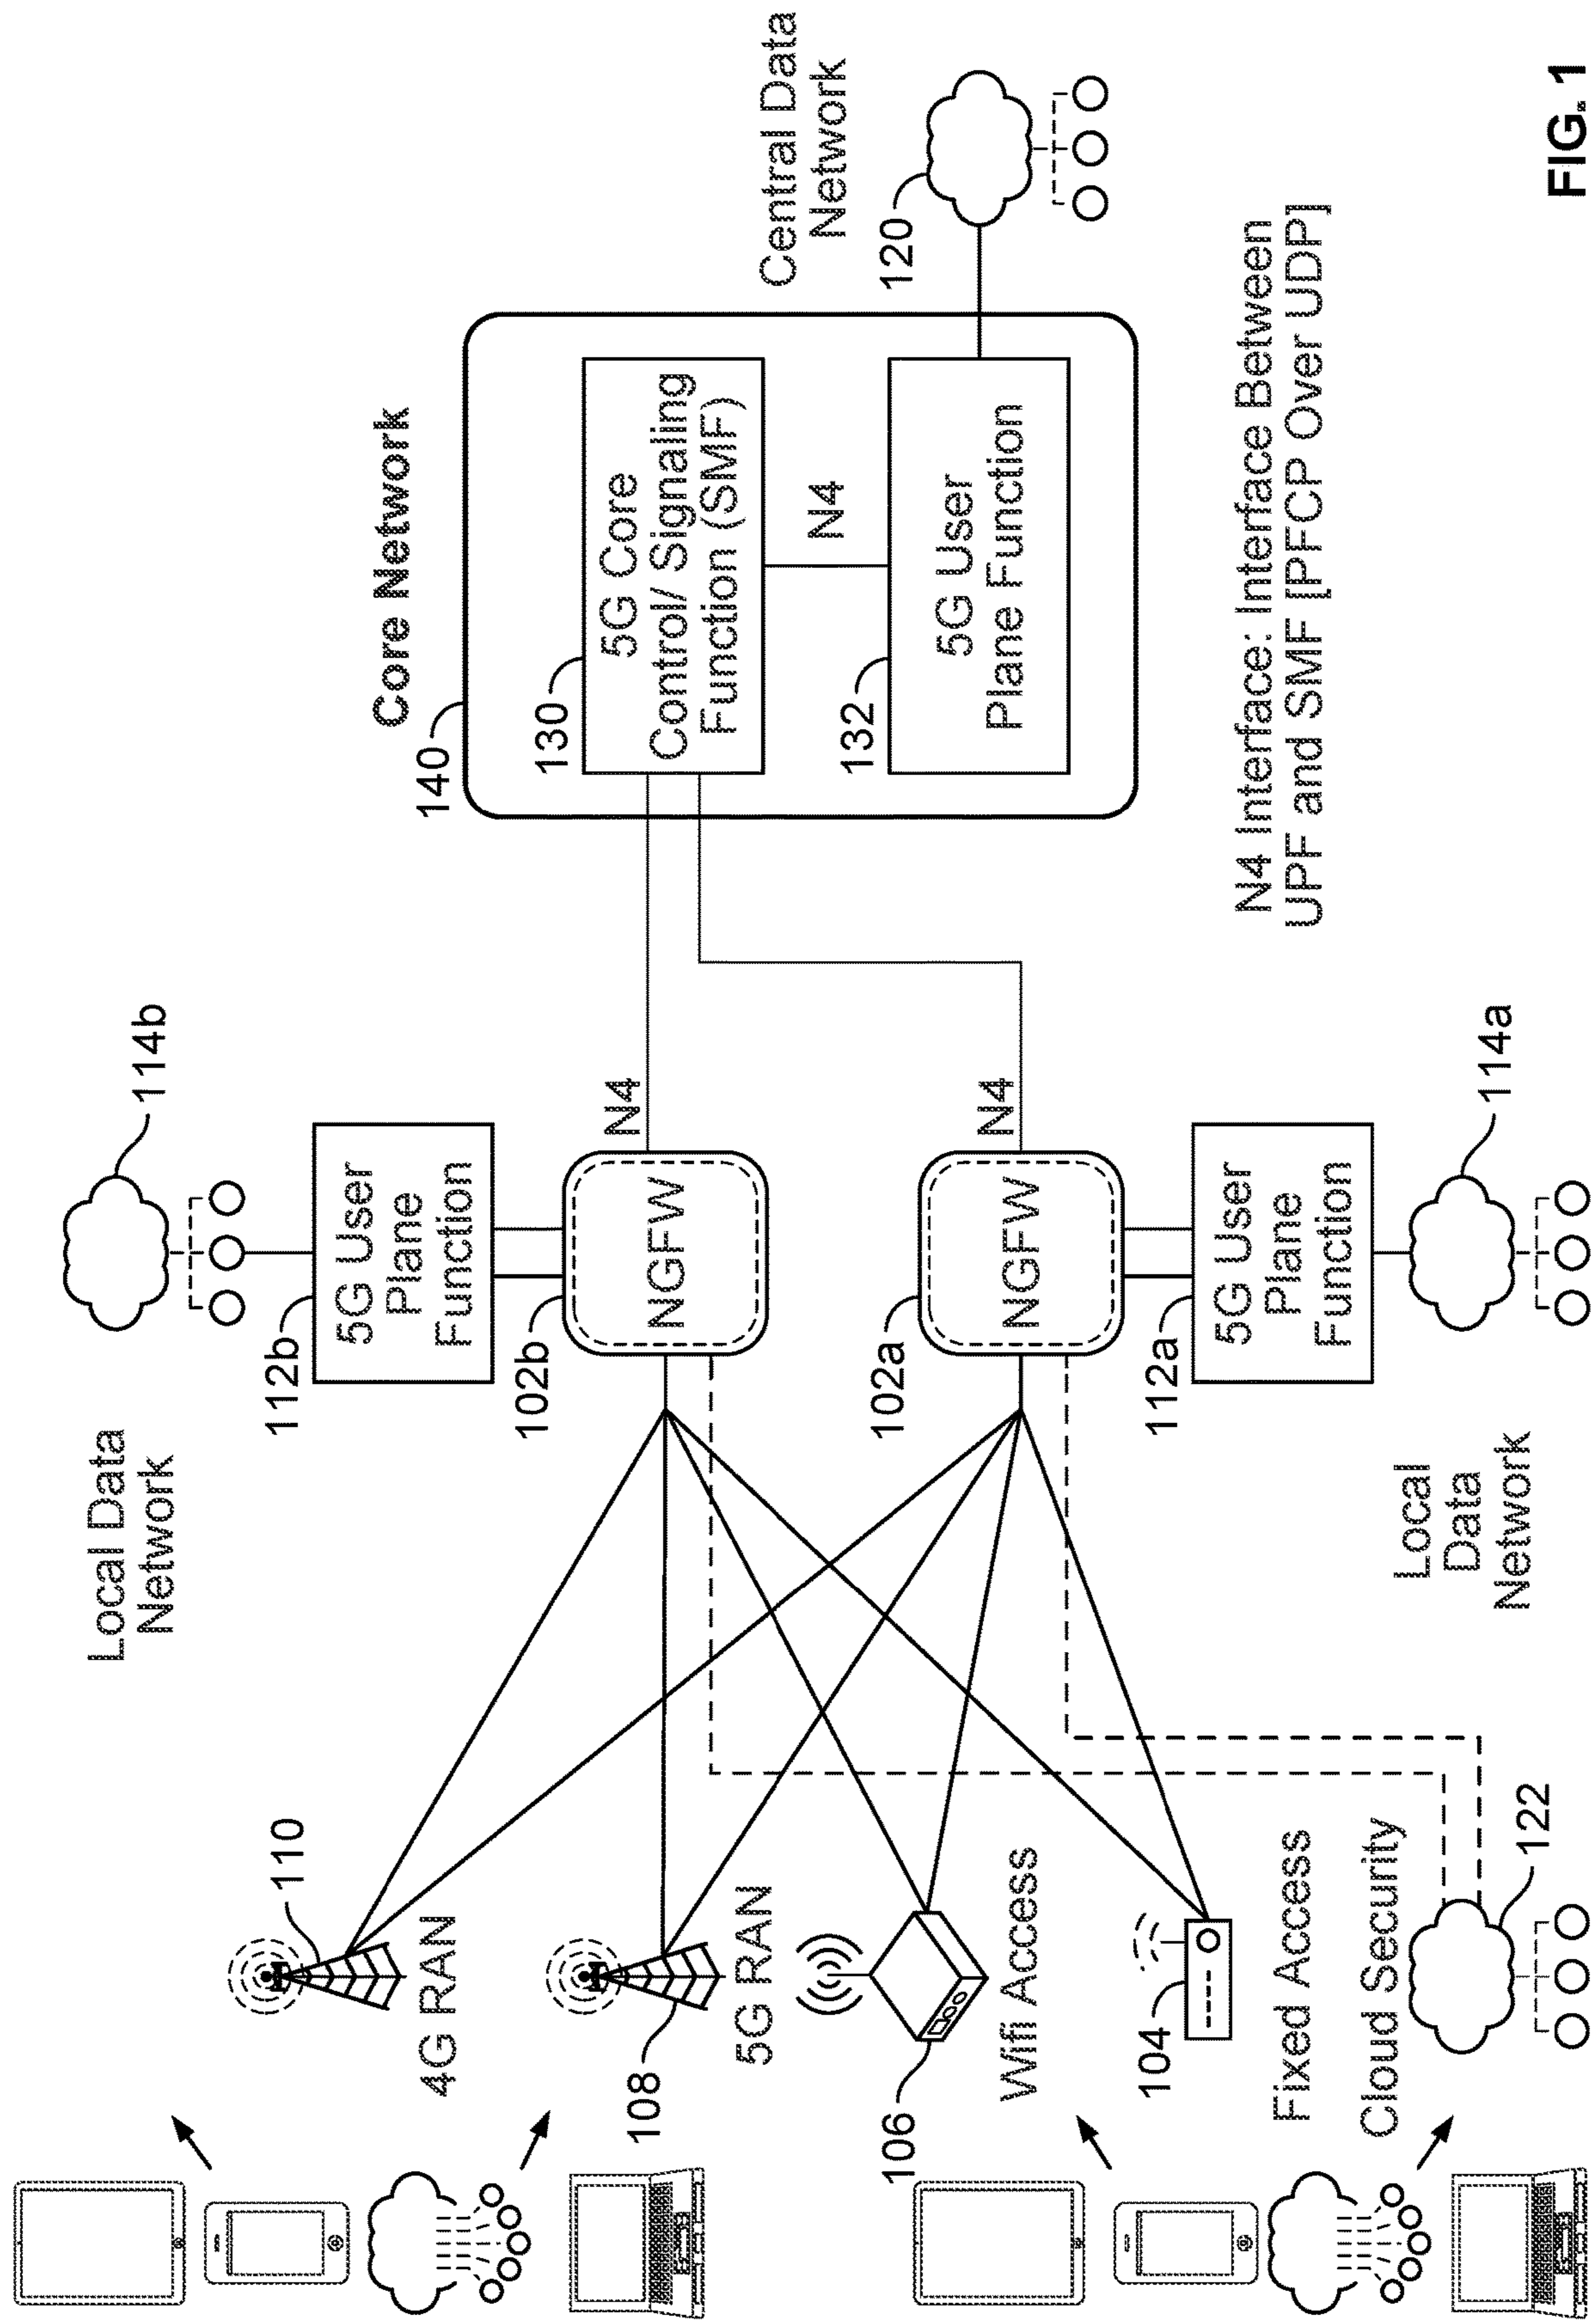 Local Data
Network
114b
112b
5G User
Plane
Function
102b
NGFW
N4
Core Network
140
130
5G Core
Control/ Signaling
Function (SMF)
N4
132
5G User
Plane Function
Central Data
Network
120
110
4G RAN
108
5G RAN
106
Wifi Access
104
Fixed Access
Cloud Security
122
102a
NGFW
N4
112a
5G User
Plane
Function
114a
Local
Data
Network
N4 Interface: Interface Between
UPF and SMF [PFCP Over UDP]
FIG. 1